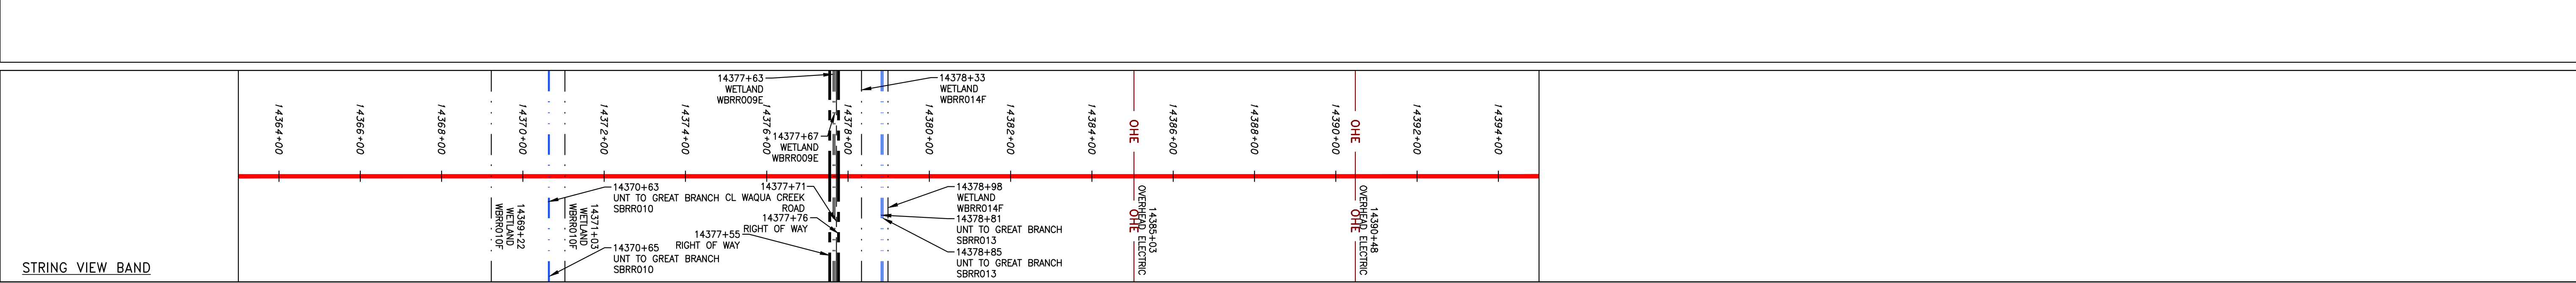 14377+63
WETLAND
WBRR009E
14378+33
WETLAND
WBRR014F
14364+00
14366+00
14368+00
14370+00
14372+00
14374+00
14376+00
14378+00
14380+00
14382+00
14384+00
14386+00
14388+00
14390+00
14392+00
14394+00
OHE
OHE
14377+67
WETLAND
WBRR009E
14369+22
WETLAND
WBRR010F
14370+63
UNT TO GREAT BRANCH
SBRR010
14371+03
WETLAND
WBRR010F
14370+65
UNT TO GREAT BRANCH
SBRR010
14377+71
CL WAQUA CREEK
ROAD
14377+76
RIGHT OF WAY
14377+55
RIGHT OF WAY
14378+98
WETLAND
WBRR014F
14378+81
UNT TO GREAT BRANCH
SBRR013
14378+85
UNT TO GREAT BRANCH
SBRR013
14385+03
OVERHEAD ELECTRIC
OHE
14390+48
OVERHEAD ELECTRIC
OHE
STRING VIEW BAND